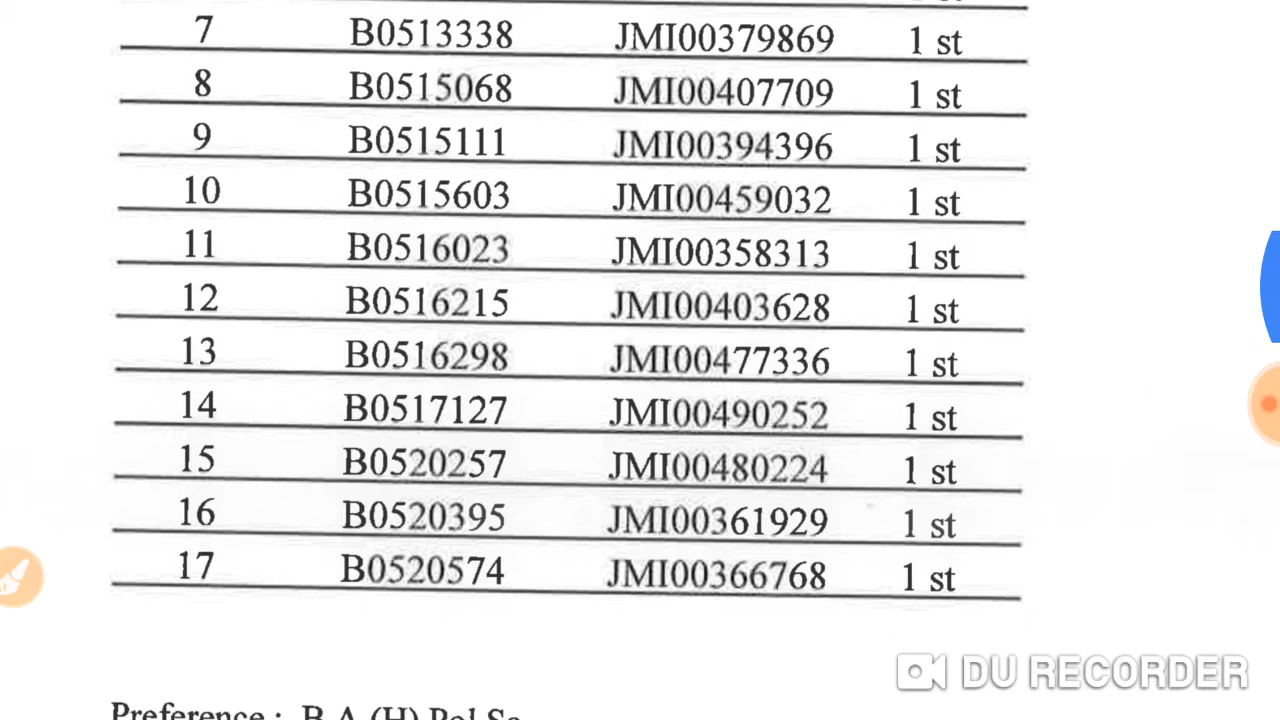 7 B0513338 JMI00379869 1 st
8 B0515068 JMI00407709 1 st
9 B0515111 JMI00394396 1 st
10 B0515603 JMI00459032 1 st
11 B0516023 JMI00358313 1 st
12 B0516215 JMI00403628 1 st
13 B0516298 JMI00477336 1 st
14 B0517127 JMI00490252 1 st
15 B0520257 JMI00480224 1 st
16 B0520395 JMI00361929 1 st
17 B0520574 JMI00366768 1 st
DU RECORDER
Preference : B.A.(H) Pol.Sc